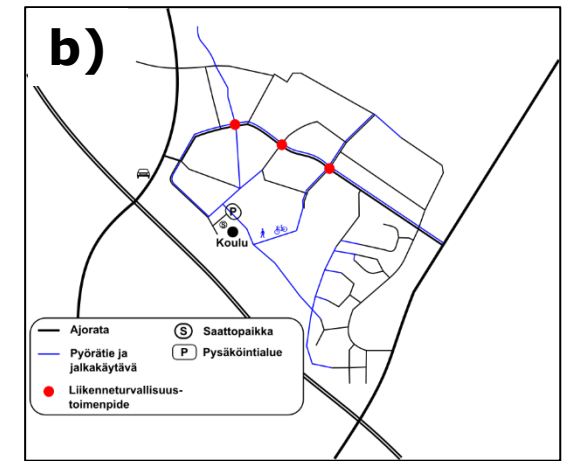 b)
P
S
Koulu
Ajorata
S Saattopaikka
Pyörätie ja
jalkakäytävä
P Pysäköintialue
Liikenneturvallisuus-
toimenpide